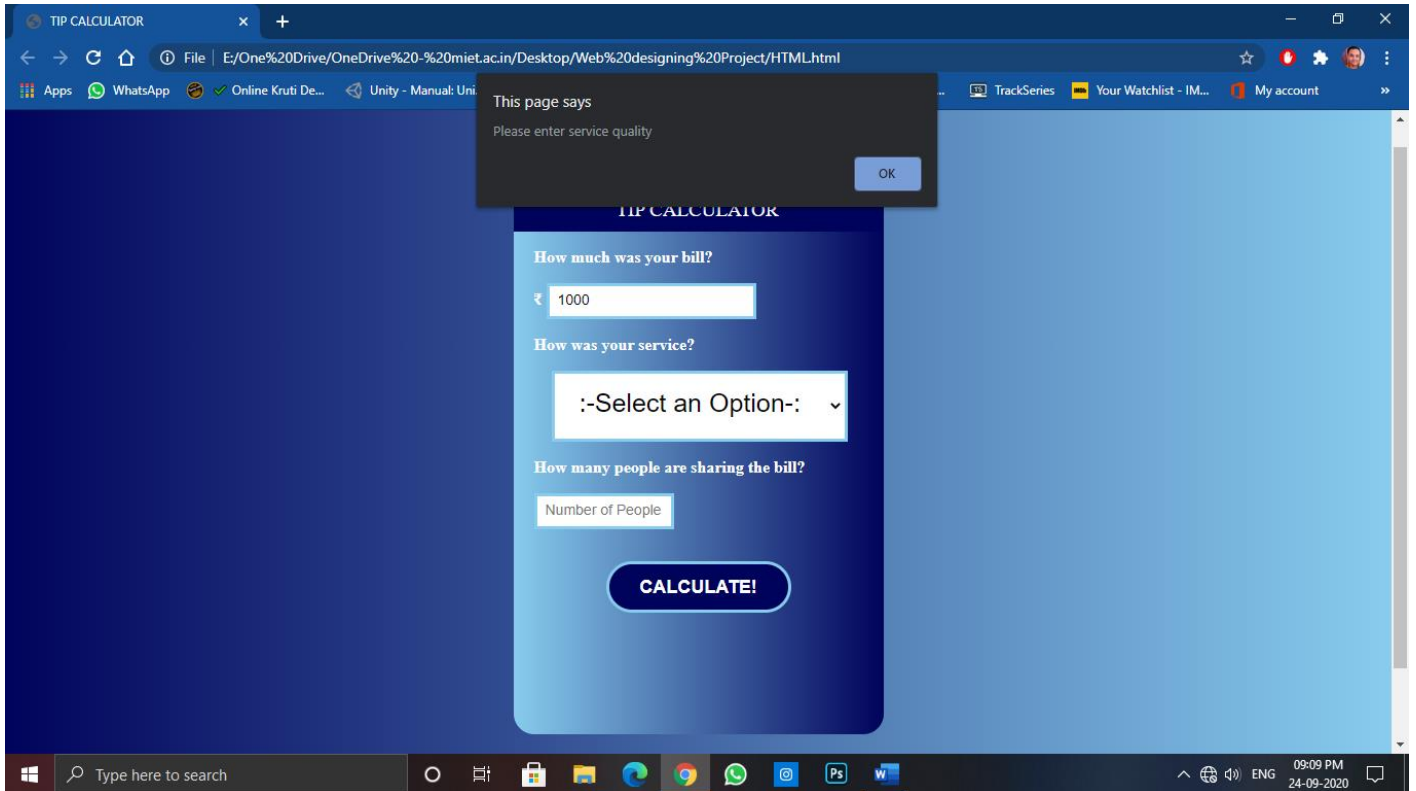 TIP CALCULATOR
File | E:/One%20Drive/OneDrive%20-%20miet.ac.in/Desktop/Web%20designing%20Project/HTML.html
Apps WhatsApp Online Kruti De... Unity - Manual: Uni... TrackSeries Your Watchlist - IM... My account »
This page says
Please enter service quality
OK
TIP CALCULATOR
How much was your bill?
₹ 1000
How was your service?
:-Select an Option-:
How many people are sharing the bill?
Number of People
CALCULATE!
Type here to search
Ps
W
ENG
09:09 PM
24-09-2020